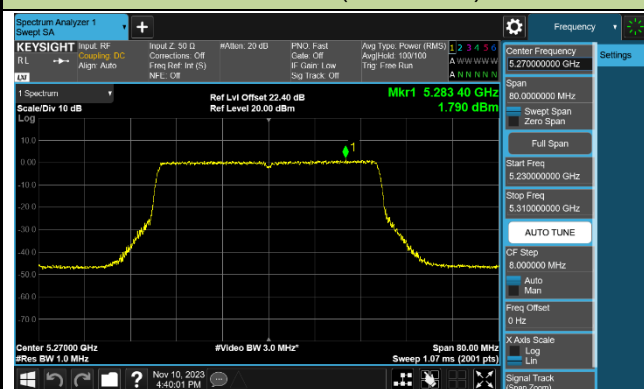 Spectrum Analyzer 1
Swept SA
Frequency
KEYSIGHT Input: RF Input Z: 50 Ω #Atten: 20 dB PNO: Fast Avg Type: Power (RMS) 1 2 3 4 5 6
RL Coupling: DC Corrections: Off Gate: Off Avg|Hold: 100/100 A W W W W W
Align: Auto Freq Ref: Int (S) IF Gain: Low Trig: Free Run
NFE: Off Sig Track: Off A N N N N N
LXI
1 Spectrum
Scale/Div 10 dB
Log
Ref Lvl Offset 22.40 dB
Ref Level 20.00 dBm
Mkr1 5.283 40 GHz
1.790 dBm
1
10.0
0.00
-10.0
-20.0
-30.0
-40.0
-50.0
-60.0
-70.0
Center 5.27000 GHz #Video BW 3.0 MHz* Span 80.00 MHz
#Res BW 1.0 MHz Sweep 1.07 ms (2001 pts)
Nov 10, 2023
4:40:01 PM
Settings
Center Frequency
5.270000000 GHz
Span
80.0000000 MHz
Swept Span
Zero Span
Full Span
Start Freq
5.230000000 GHz
Stop Freq
5.310000000 GHz
AUTO TUNE
CF Step
8.000000 MHz
Auto
Man
Freq Offset
0 Hz
X Axis Scale
Log
Lin
Signal Track
(Span Zoom)